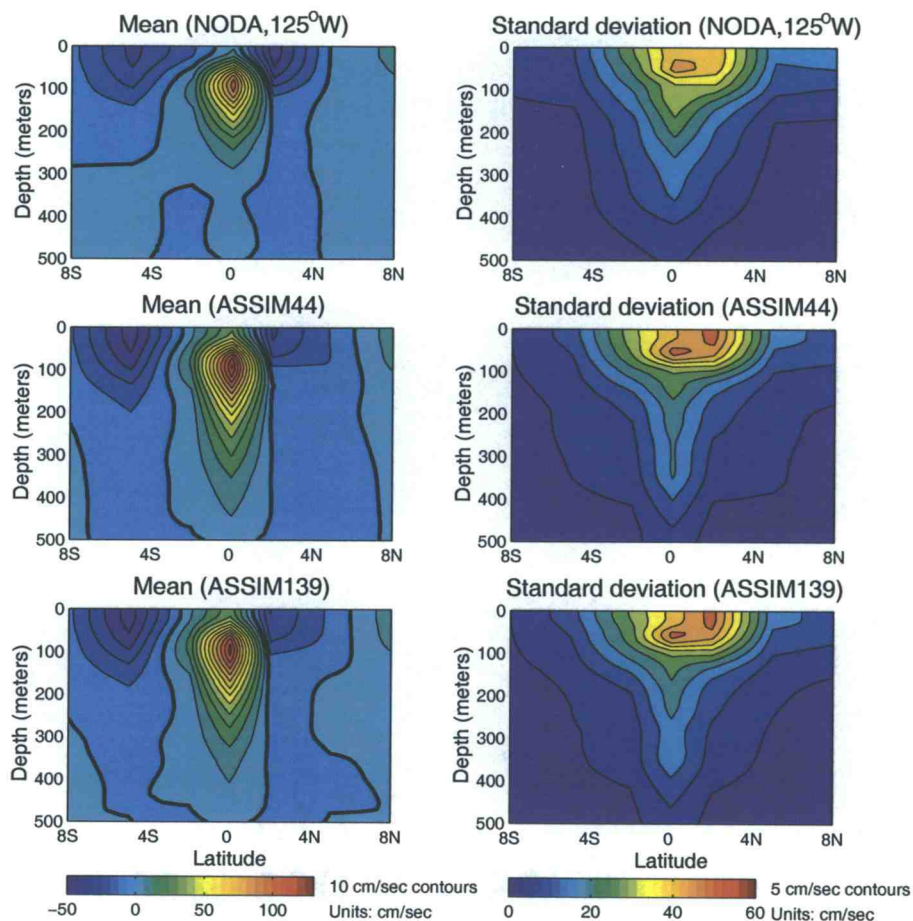 Mean (NODA,125°W)
Standard deviation (NODA,125°W)
Depth (meters)
0
100
200
300
400
500
8S 4S 0 4N 8N
Depth (meters)
0
100
200
300
400
500
8S 4S 0 4N 8N
Mean (ASSIM44)
Standard deviation (ASSIM44)
Depth (meters)
0
100
200
300
400
500
8S 4S 0 4N 8N
Depth (meters)
0
100
200
300
400
500
8S 4S 0 4N 8N
Mean (ASSIM139)
Standard deviation (ASSIM139)
Depth (meters)
0
100
200
300
400
500
8S 4S 0 4N 8N
Latitude
Depth (meters)
0
100
200
300
400
500
8S 4S 0 4N 8N
Latitude
-50 0 50 100
10 cm/sec contours
Units: cm/sec
0 20 40 60
5 cm/sec contours
Units: cm/sec